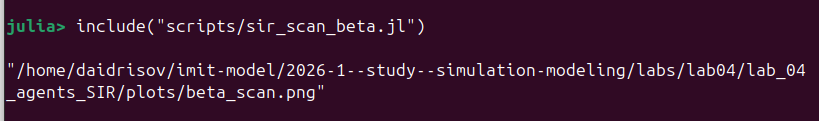 julia> include("scripts/sir_scan_beta.jl")
"/home/daidrisov/imit-model/2026-1--study--simulation-modeling/labs/lab04/lab_04
_agents_SIR/plots/beta_scan.png"